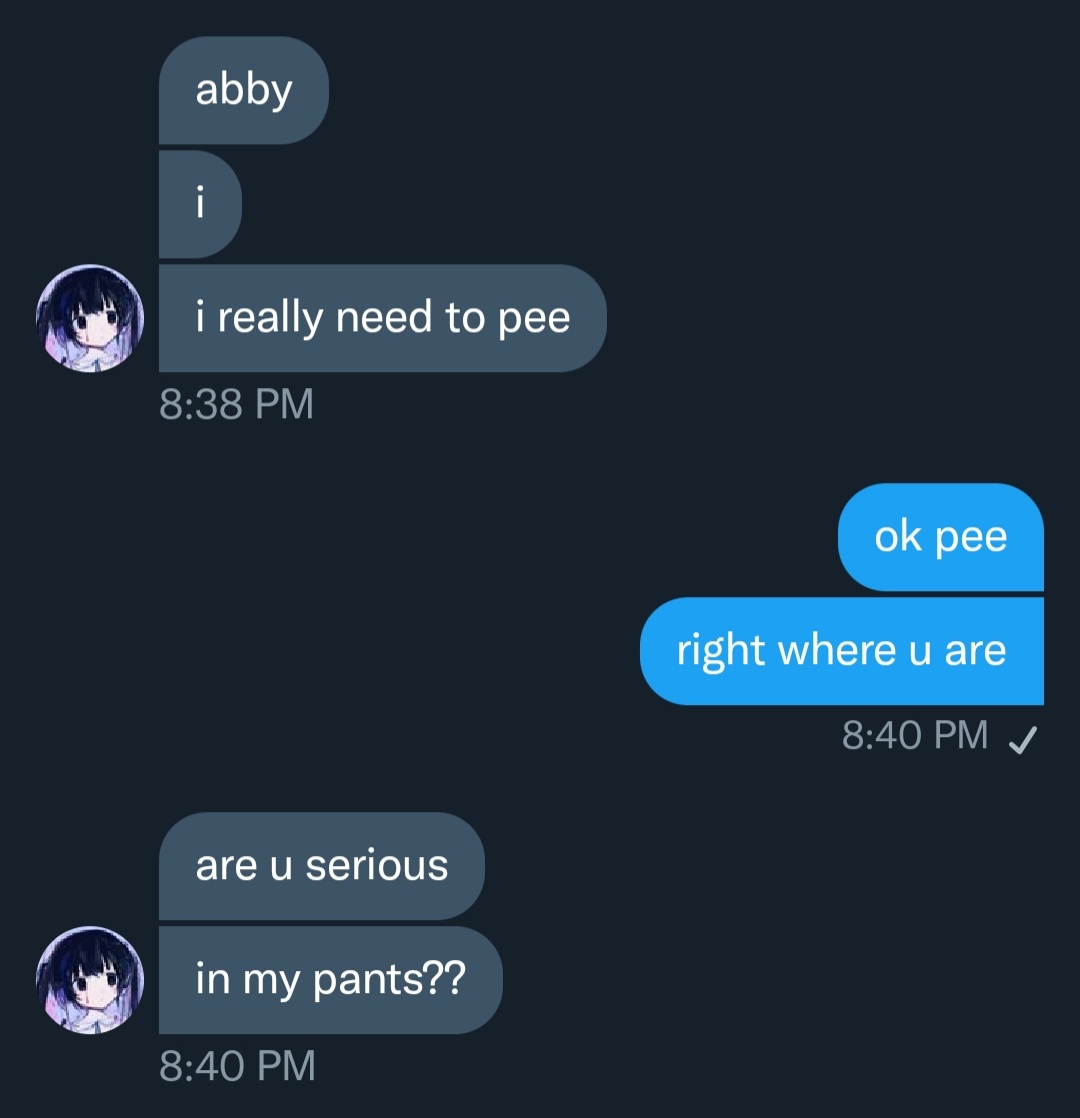 abby
i
i really need to pee
8:38 PM
ok pee
right where u are
8:40 PM
are u serious
in my pants??
8:40 PM